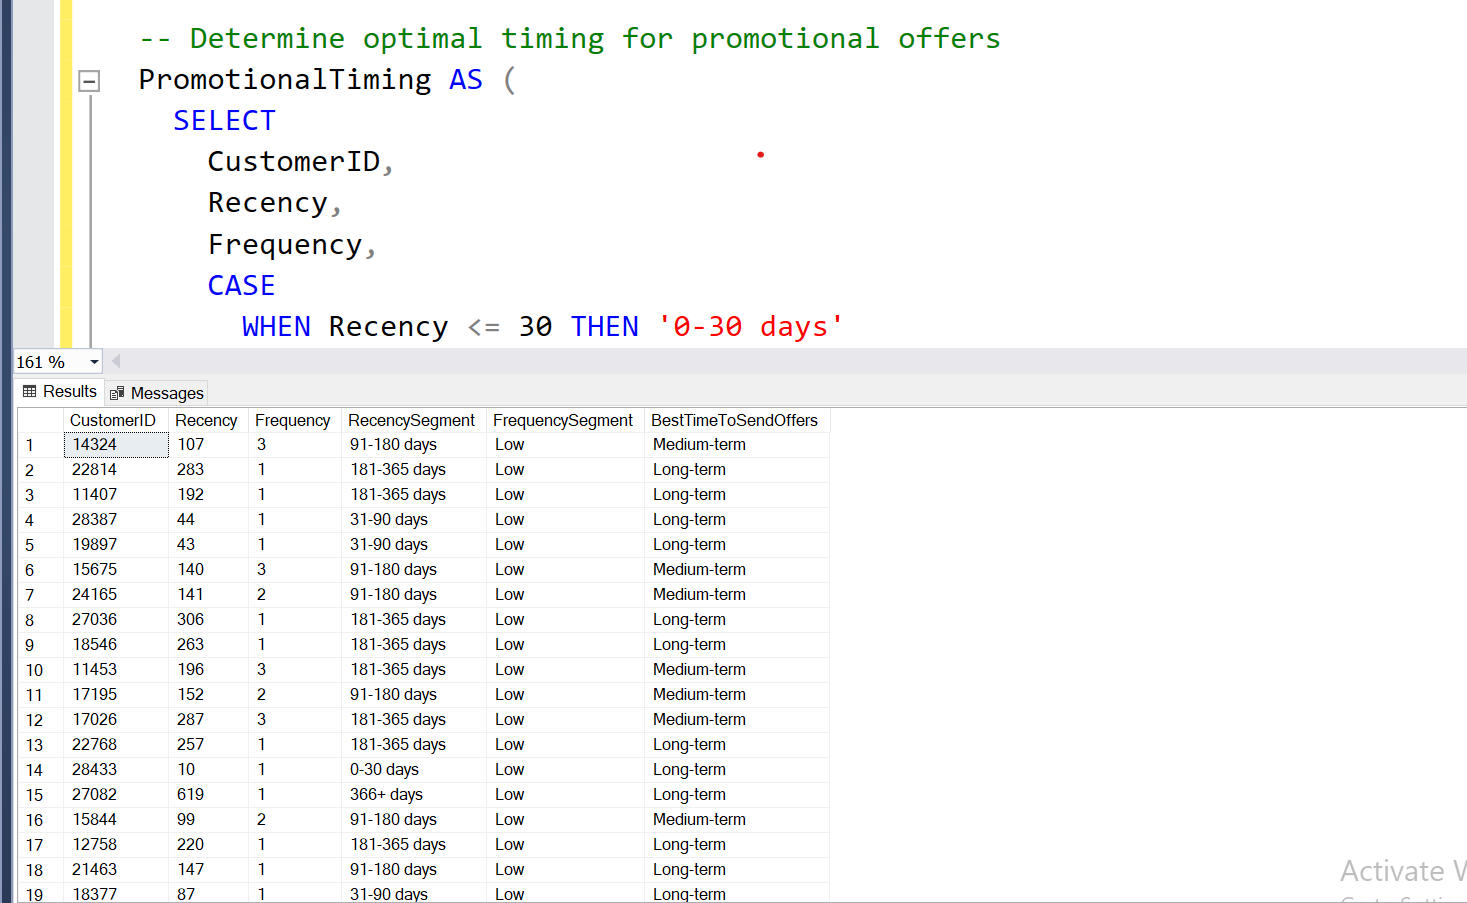 -- Determine optimal timing for promotional offers
PromotionalTiming AS (
SELECT
CustomerID,
Recency,
Frequency,
CASE
WHEN Recency <= 30 THEN '0-30 days'
161 %
Results Messages
CustomerID Recency Frequency RecencySegment FrequencySegment BestTimeToSendOffers
1 14324 107 3 91-180 days Low Medium-term
2 22814 283 1 181-365 days Low Long-term
3 11407 192 1 181-365 days Low Long-term
4 28387 44 1 31-90 days Low Long-term
5 19897 43 1 31-90 days Low Long-term
6 15675 140 3 91-180 days Low Medium-term
7 24165 141 2 91-180 days Low Medium-term
8 27036 306 1 181-365 days Low Long-term
9 18546 263 1 181-365 days Low Long-term
10 11453 196 3 181-365 days Low Medium-term
11 17195 152 2 91-180 days Low Medium-term
12 17026 287 3 181-365 days Low Medium-term
13 22768 257 1 181-365 days Low Long-term
14 28433 10 1 0-30 days Low Long-term
15 27082 619 1 366+ days Low Long-term
16 15844 99 2 91-180 days Low Medium-term
17 12758 220 1 181-365 days Low Long-term
18 21463 147 1 91-180 days Low Long-term
19 18377 87 1 31-90 days Low Long-term
Activate